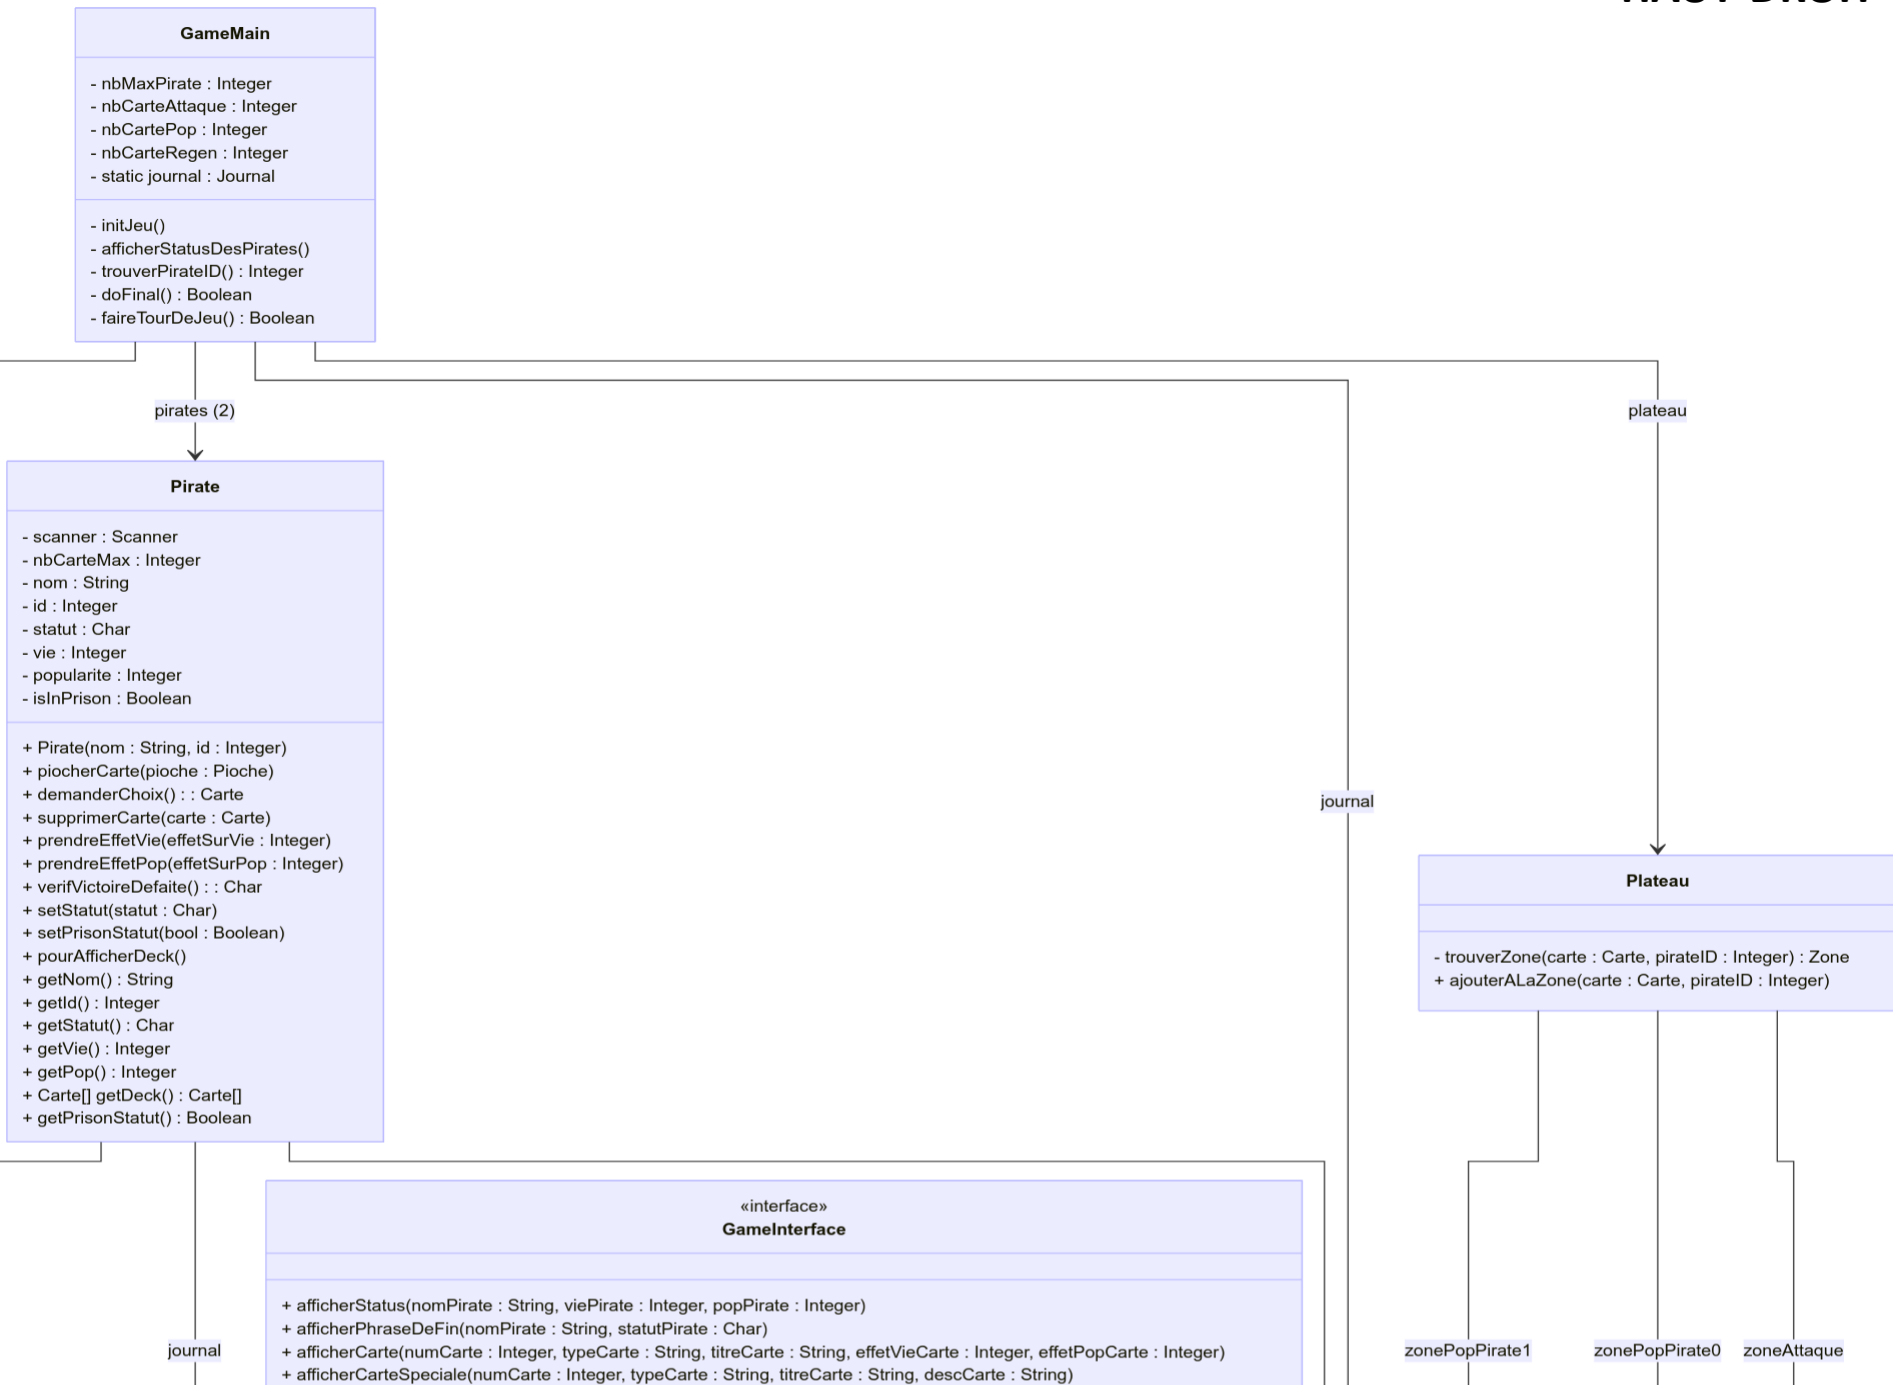 GameMain
- nbMaxPirate : Integer
- nbCarteAttaque : Integer
- nbCartePop : Integer
- nbCarteRegen : Integer
- static journal : Journal
- initJeu()
- afficherStatusDesPirates()
- trouverPirateID() : Integer
- doFinal() : Boolean
- faireTourDeJeu() : Boolean
pirates (2)
plateau
Pirate
- scanner : Scanner
- nbCarteMax : Integer
- nom : String
- id : Integer
- statut : Char
- vie : Integer
- popularite : Integer
- isInPrison : Boolean
+ Pirate(nom : String, id : Integer)
+ piocherCarte(pioche : Pioche)
+ demanderChoix() : : Carte
+ supprimerCarte(carte : Carte)
+ prendreEffetVie(effetSurVie : Integer)
+ prendreEffetPop(effetSurPop : Integer)
+ verifVictoireDefaite() : : Char
+ setStatut(statut : Char)
+ setPrisonStatut(bool : Boolean)
+ pourAfficherDeck()
+ getNom() : String
+ getId() : Integer
+ getStatut() : Char
+ getVie() : Integer
+ getPop() : Integer
+ Carte[] getDeck() : Carte[]
+ getPrisonStatut() : Boolean
journal
Plateau
- trouverZone(carte : Carte, pirateID : Integer) : Zone
+ ajouterALaZone(carte : Carte, pirateID : Integer)
«interface»
GameInterface
+ afficherStatus(nomPirate : String, viePirate : Integer, popPirate : Integer)
+ afficherPhraseDeFin(nomPirate : String, statutPirate : Char)
+ afficherCarte(numCarte : Integer, typeCarte : String, titreCarte : String, effetVieCarte : Integer, effetPopCarte : Integer)
+ afficherCarteSpeciale(numCarte : Integer, typeCarte : String, titreCarte : String, descCarte : String)
journal
zonePopPirate1
zonePopPirate0
zoneAttaque